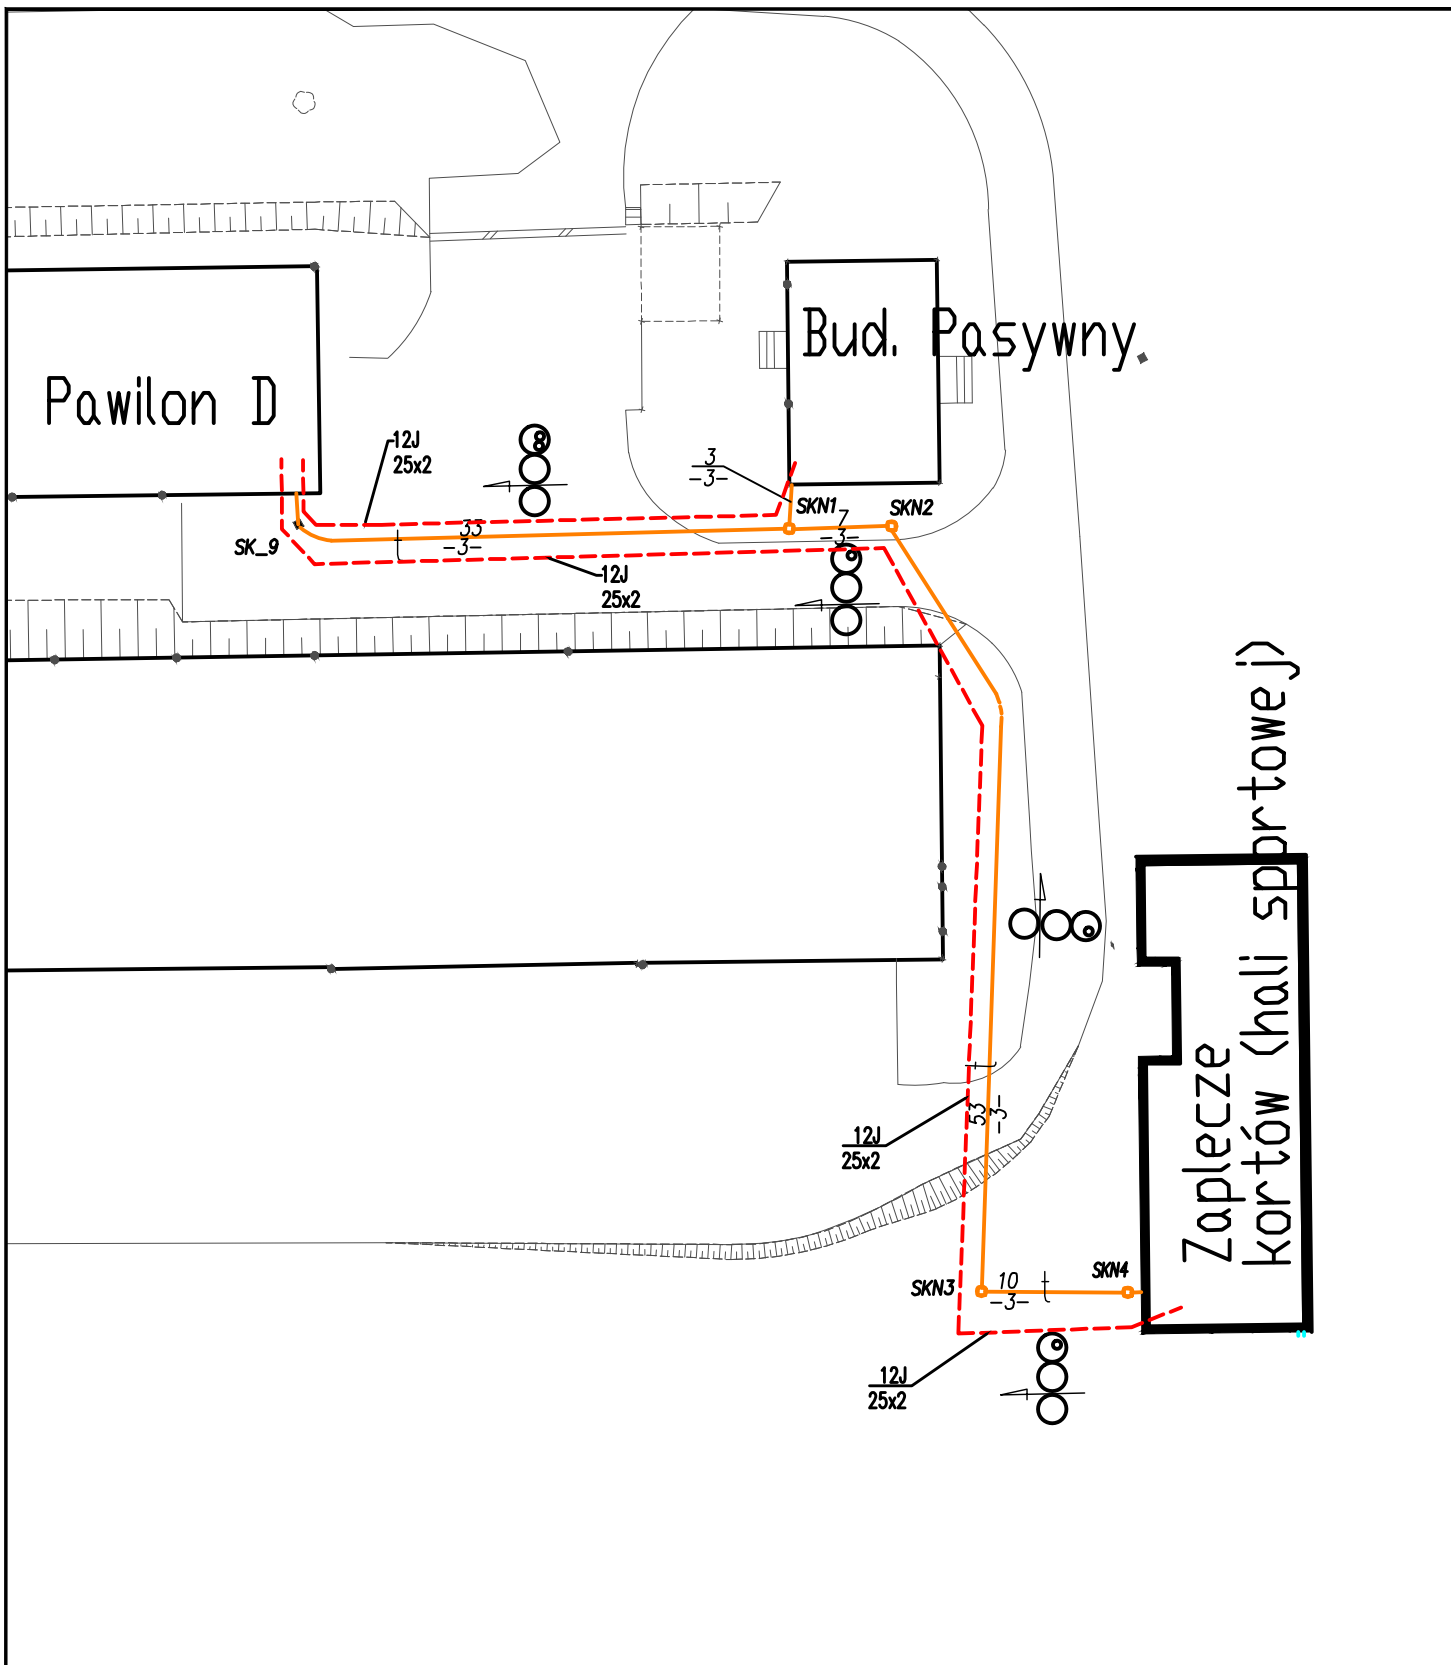 Bud. Pasywny
Pawilon D
12J
25x2
3
-3-
SKN1
7
-3-
SKN2
33
-3-
SK_9
12J
25x2
Zaplecze
kortów (hali sportowej)
53
-3-
12J
25x2
SKN3
10
-3-
SKN4
12J
25x2